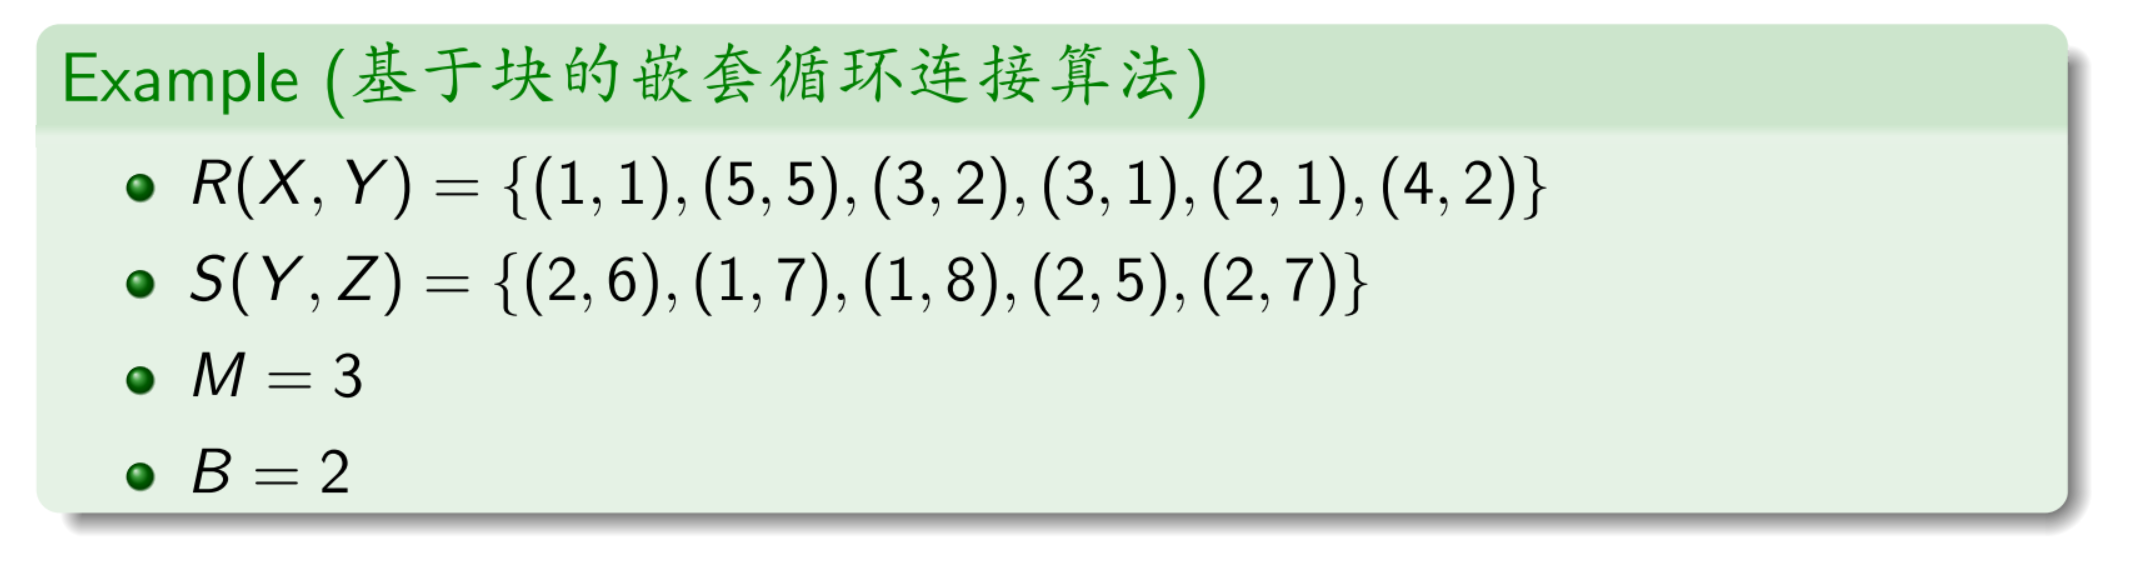 Example (基于块的嵌套循环连接算法)
R(X, Y) = {(1, 1), (5, 5), (3, 2), (3, 1), (2, 1), (4, 2)}
S(Y, Z) = {(2, 6), (1, 7), (1, 8), (2, 5), (2, 7)}
M = 3
B = 2